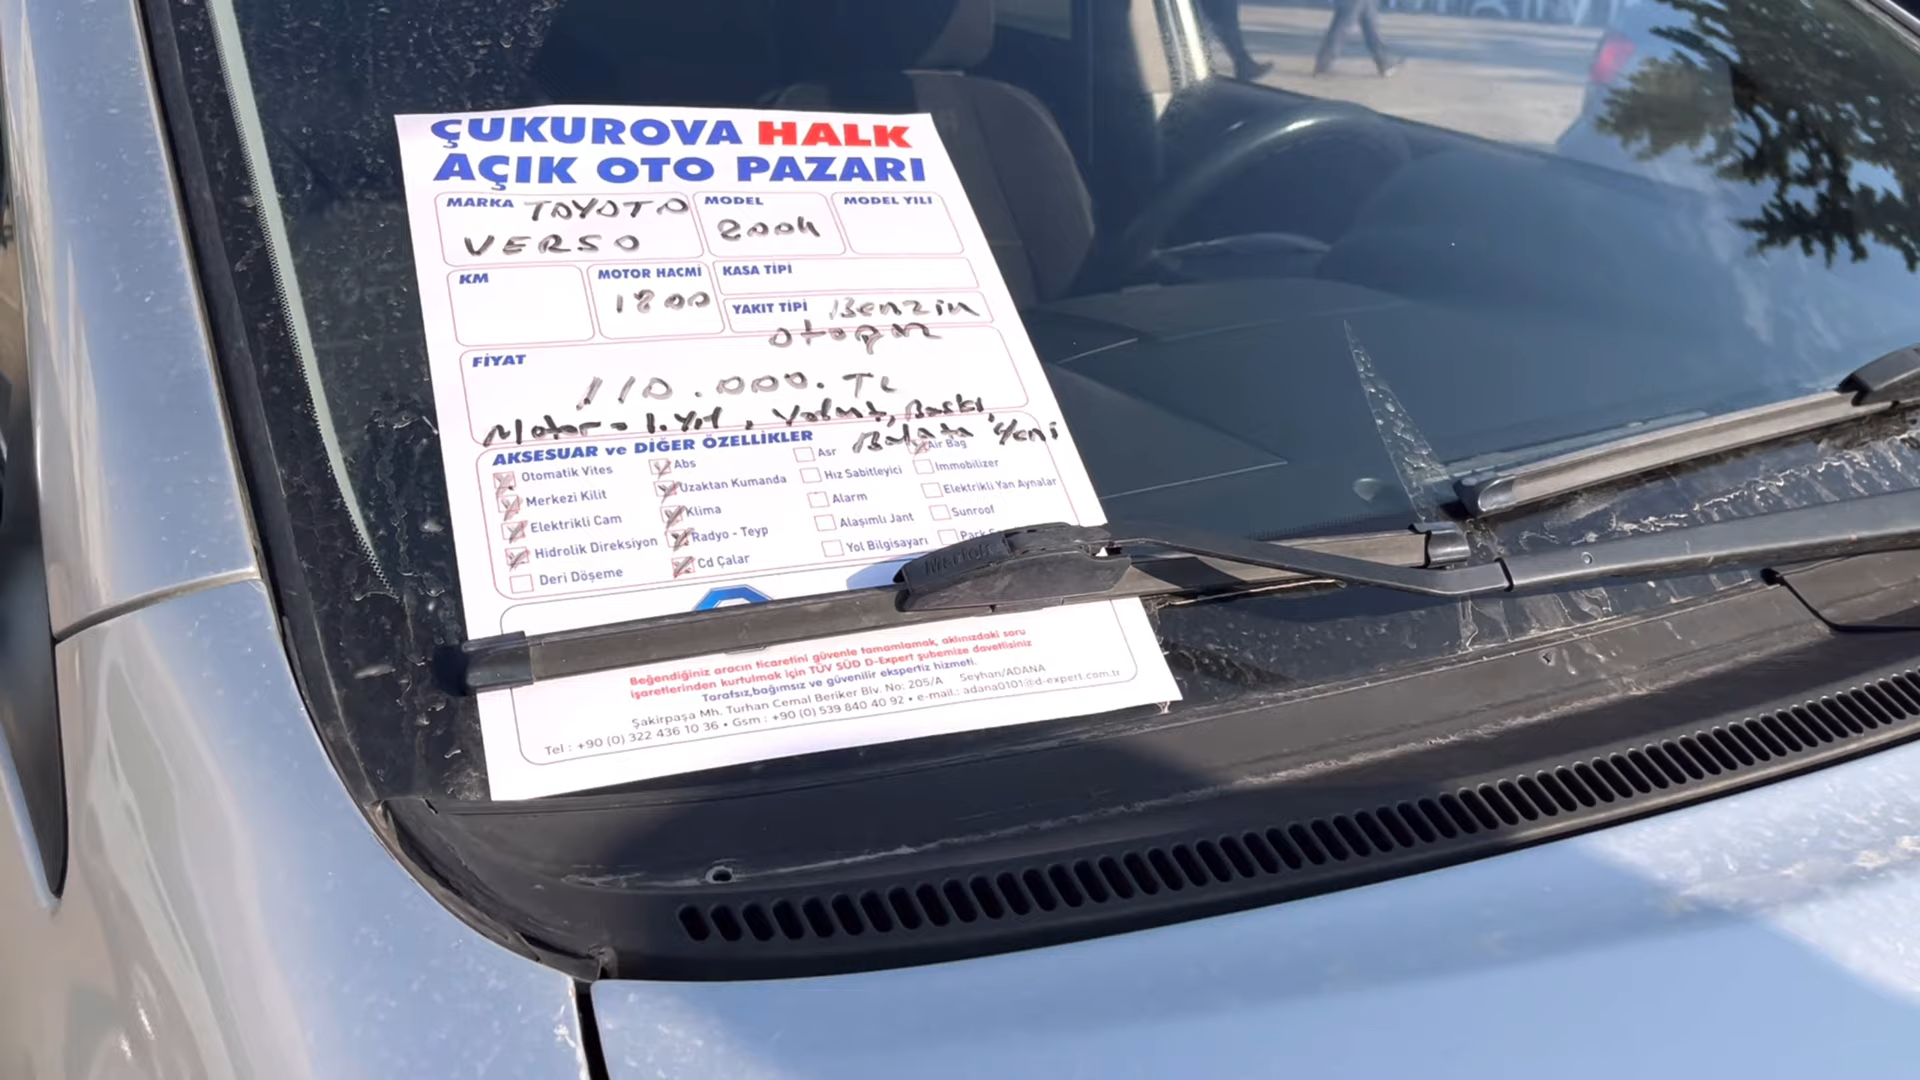 ÇUKUROVA HALK
AÇIK OTO PAZARI
MARKA TOYOTO
VERSO
MODEL
2004
MODEL YILI
KM
MOTOR HACMİ
1800
KASA TİPİ
YAKIT TİPİ Benzin
otogaz
FİYAT
110.000. TL
Motor - 1. Yıl,
Balata Yeni
AKSESUAR ve DİĞER ÖZELLİKLER
Otomatik Vites
Merkezi Kilit
Elektrikli Cam
Hidrolik Direksiyon
Deri Döşeme
Abs
Uzaktan Kumanda
Klima
Radyo - Teyp
Cd Çalar
Asr
Hız Sabitleyici
Alarm
Alaşımlı Jant
Yol Bilgisayarı
Air Bag
Immobilizer
Elektrikli Yan Aynalar
Sunroof
Park
Beğendiğiniz aracın ticaretini güvenle tamamlamak, aklınızdaki soru
işaretlerinden kurtulmak için TÜV SÜD D-Expert şubemize davetlisiniz
Tarafsız,bağımsız ve güvenilir ekspertiz hizmeti.
Şakirpaşa Mh. Turhan Cemal Beriker Blv. No: 205/A Seyhan/ADANA
Tel : +90 (0) 322 436 10 36 • Gsm : +90 (0) 539 840 40 92 • e-mail.: adana0101@d-expert.com.tr